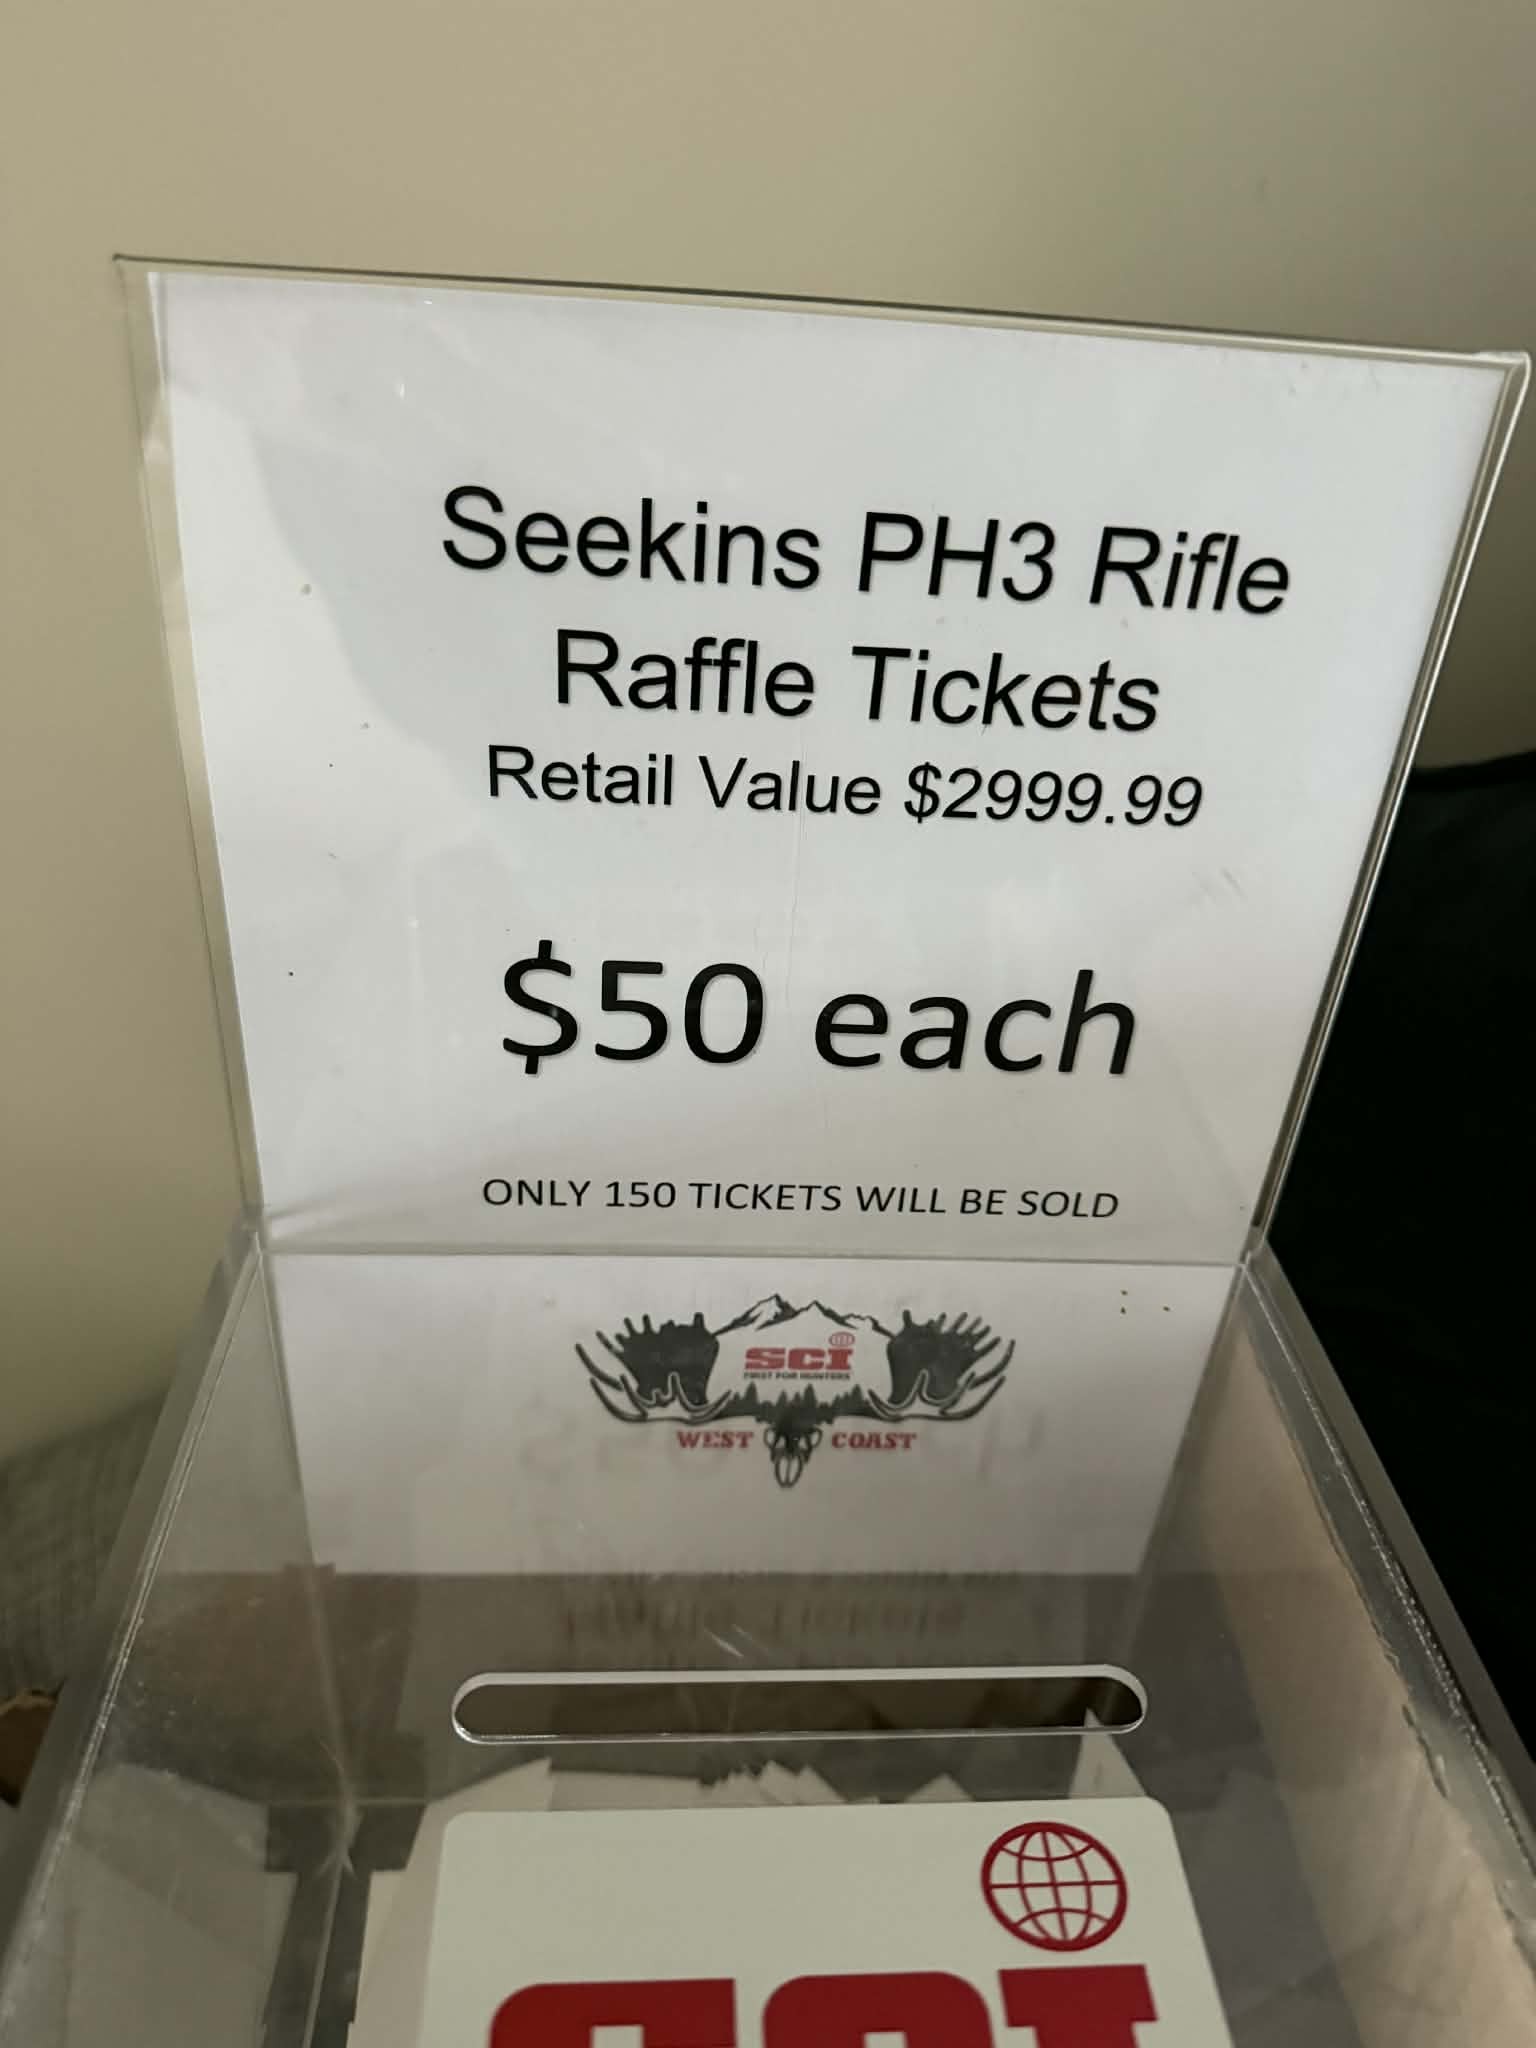 Seekins PH3 Rifle
Raffle Tickets
Retail Value $2999.99
$50 each
ONLY 150 TICKETS WILL BE SOLD
SCI
FIRST FOR HUNTERS
WEST COAST
SCI